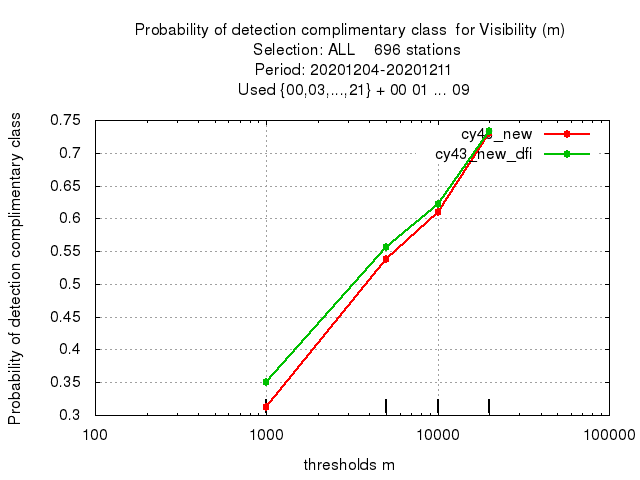 Probability of detection complimentary class for Visibility (m)
Selection: ALL 696 stations
Period: 20201204-20201211
Used {00,03,...,21} + 00 01 ... 09
Probability of detection complimentary class
0.75
0.7
0.65
0.6
0.55
0.5
0.45
0.4
0.35
0.3
cy43_new
cy43_new_dfi
100
1000
10000
100000
thresholds m